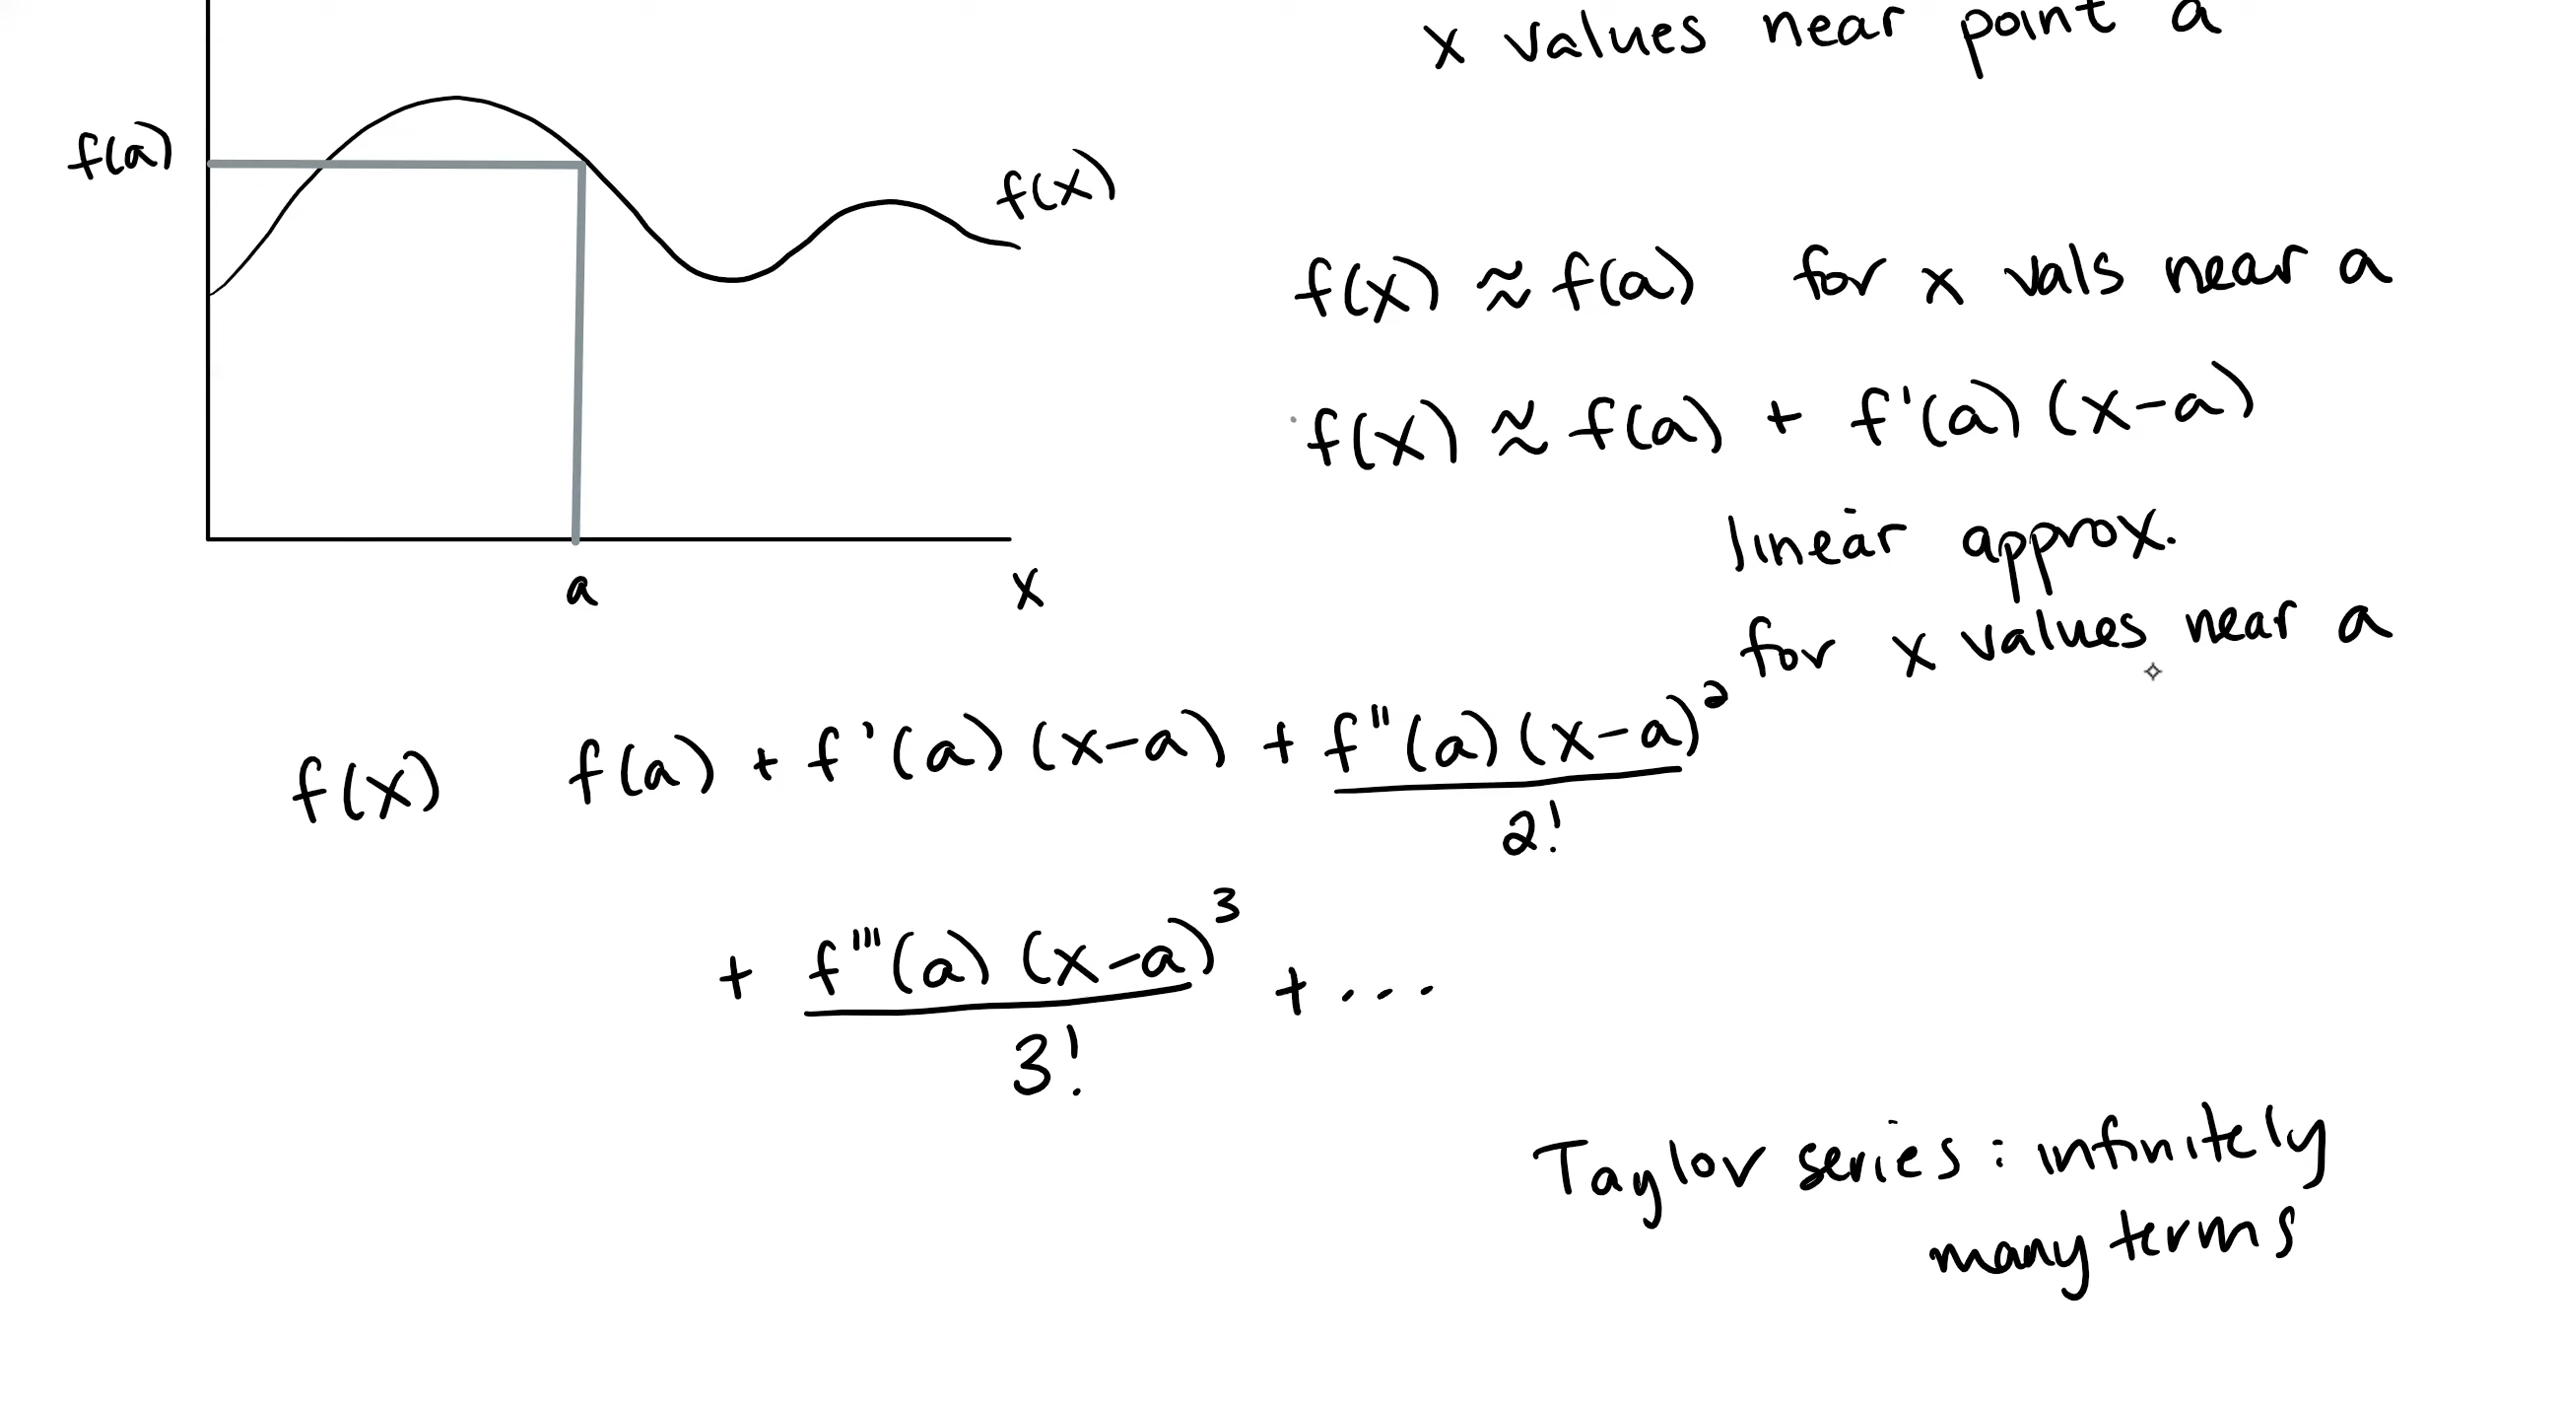 x values near point a
f(a)
f(x)
f(x) ≈ f(a) for x vals near a
f(x) ≈ f(a) + f'(a) (x-a)
linear approx.
a
x
for x values near a
f(x) f(a) + f'(a) (x-a) + f''(a) (x-a)² / 2!
+ f'''(a) (x-a)³ / 3! + ...
Taylor series : infinitely
many terms